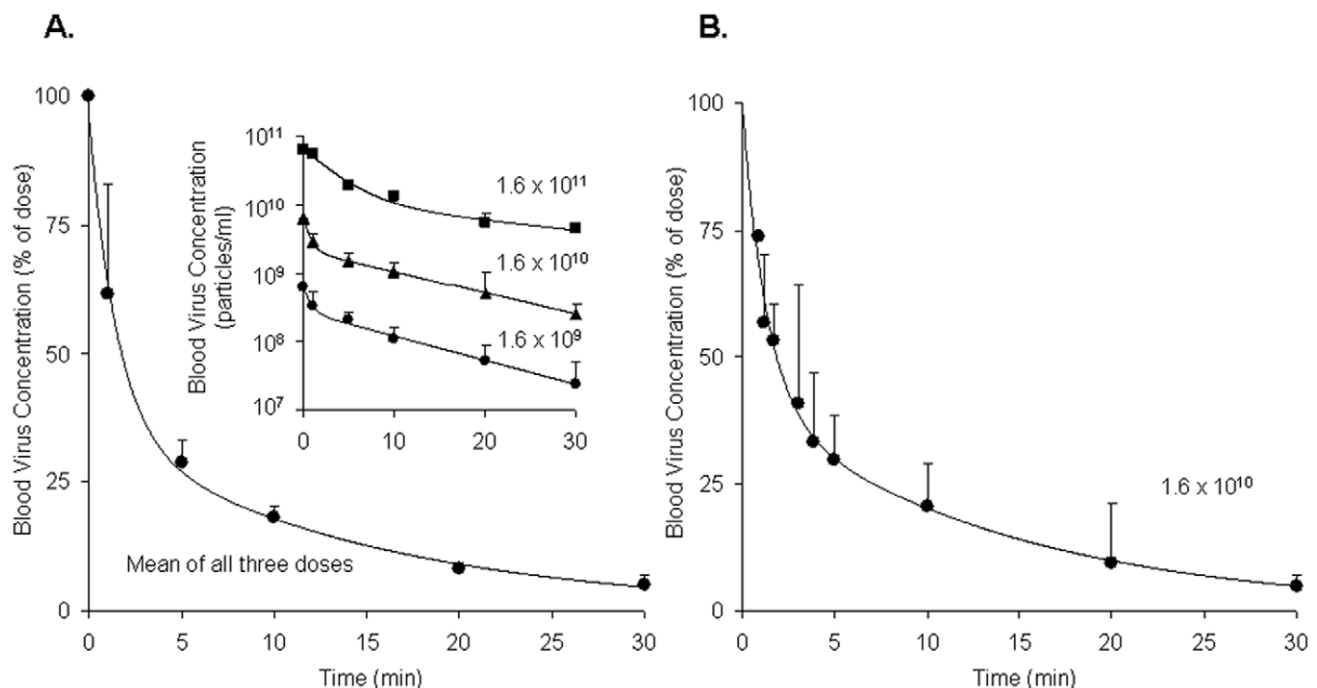 A.
B.
Blood Virus Concentration (% of dose)
100
75
50
25
0
Blood Virus Concentration
(particles/ml)
10¹¹
10¹⁰
10⁹
10⁸
10⁷
1.6 x 10¹¹
1.6 x 10¹⁰
1.6 x 10⁹
0 10 20 30
Mean of all three doses
0 5 10 15 20 25 30
Time (min)
Blood Virus Concentration (% of dose)
100
75
50
25
0
1.6 x 10¹⁰
0 5 10 15 20 25 30
Time (min)